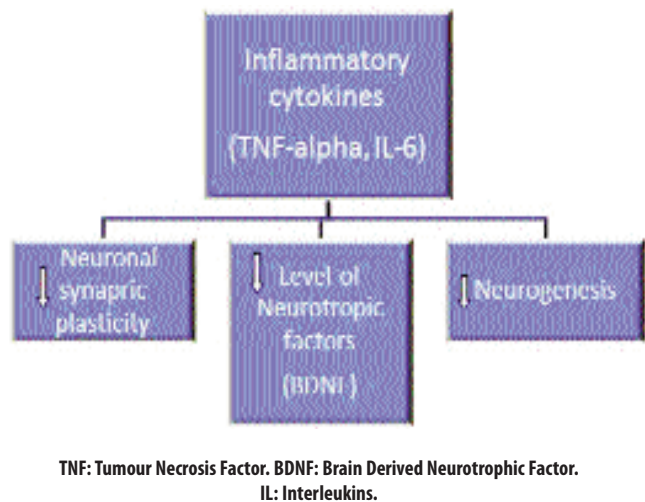 Inflammatory
cytokines
(TNF-alpha, IL-6)
Neuronal
synapric
plasticity
Level of
Neurotropic
factors
(BDNF)
Neurogenesis
TNF: Tumour Necrosis Factor. BDNF: Brain Derived Neurotrophic Factor.
IL: Interleukins.